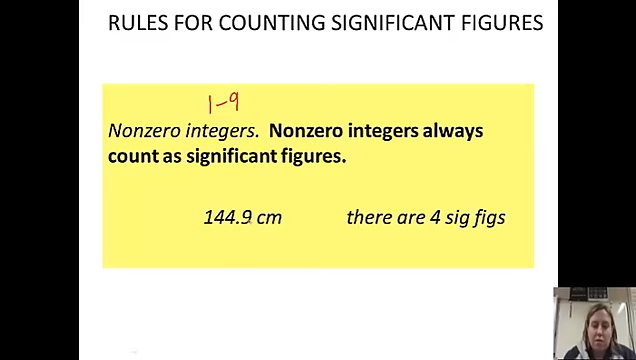 RULES FOR COUNTING SIGNIFICANT FIGURES
1-9
Nonzero integers. Nonzero integers always
count as significant figures.
144.9 cm there are 4 sig figs